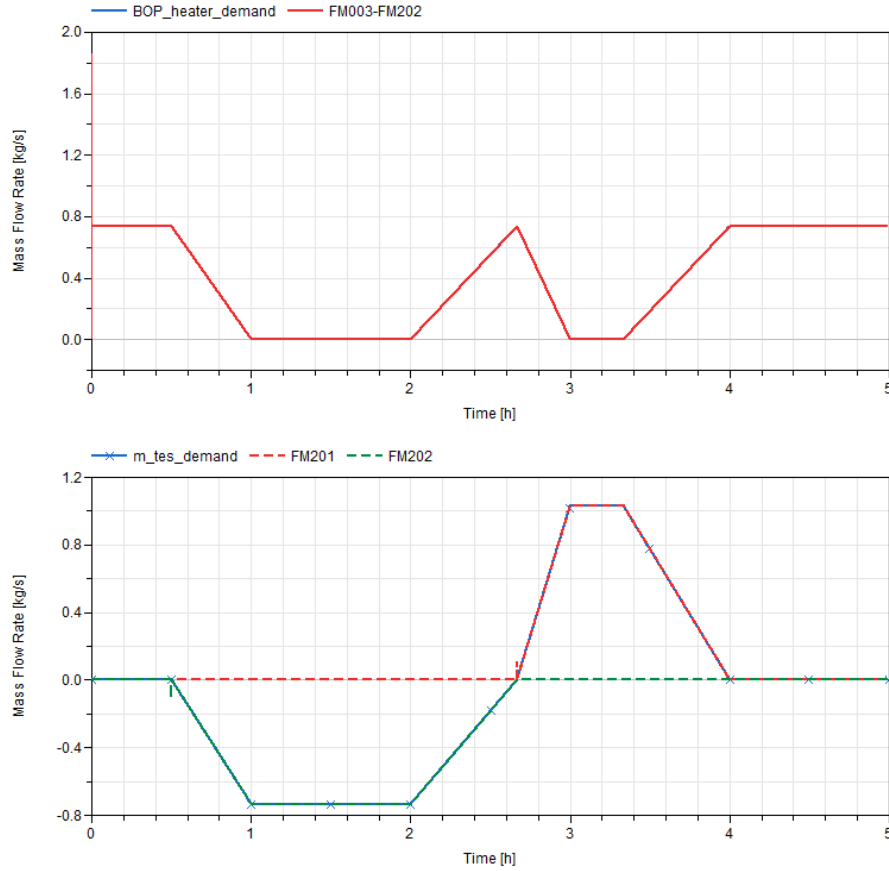 BOP_heater_demand FM003-FM202
2.0
1.6
1.2
0.8
0.4
0.0
Mass Flow Rate [kg/s]
0 1 2 3 4 5
Time [h]
m_tes_demand FM201 FM202
1.2
0.8
0.4
0.0
-0.4
-0.8
Mass Flow Rate [kg/s]
0 1 2 3 4 5
Time [h]